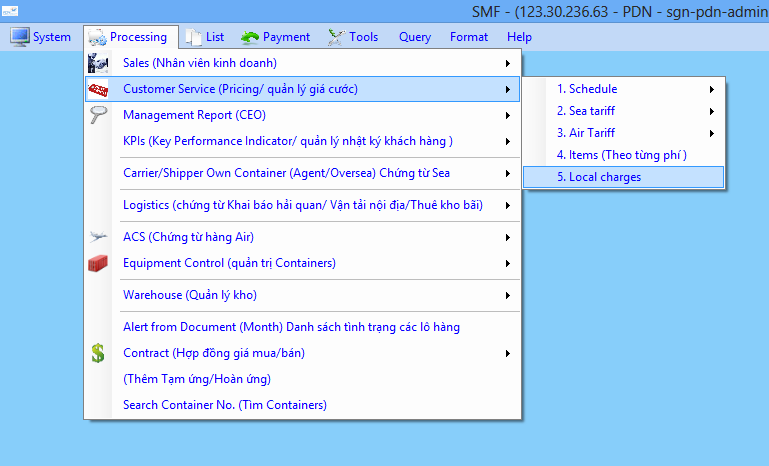 SMF - (123.30.236.63 - PDN - sgn-pdn-admin
System Processing List Payment Tools Query Format Help
Sales (Nhân viên kinh doanh)
Customer Service (Pricing/ quản lý giá cước)
Management Report (CEO)
KPIs (Key Performance Indicator/ quản lý nhật ký khách hàng )
Carrier/Shipper Own Container (Agent/Oversea) Chứng từ Sea
Logistics (chứng từ Khai báo hải quan/ Vận tải nội địa/Thuê kho bãi)
ACS (Chứng từ hàng Air)
Equipment Control (quản trị Containers)
Warehouse (Quản lý kho)
Alert from Document (Month) Danh sách tình trạng các lô hàng
Contract (Hợp đồng giá mua/bán)
(Thêm Tạm ứng/Hoàn ứng)
Search Container No. (Tìm Containers)
1. Schedule
2. Sea tariff
3. Air Tariff
4. Items (Theo từng phí )
5. Local charges